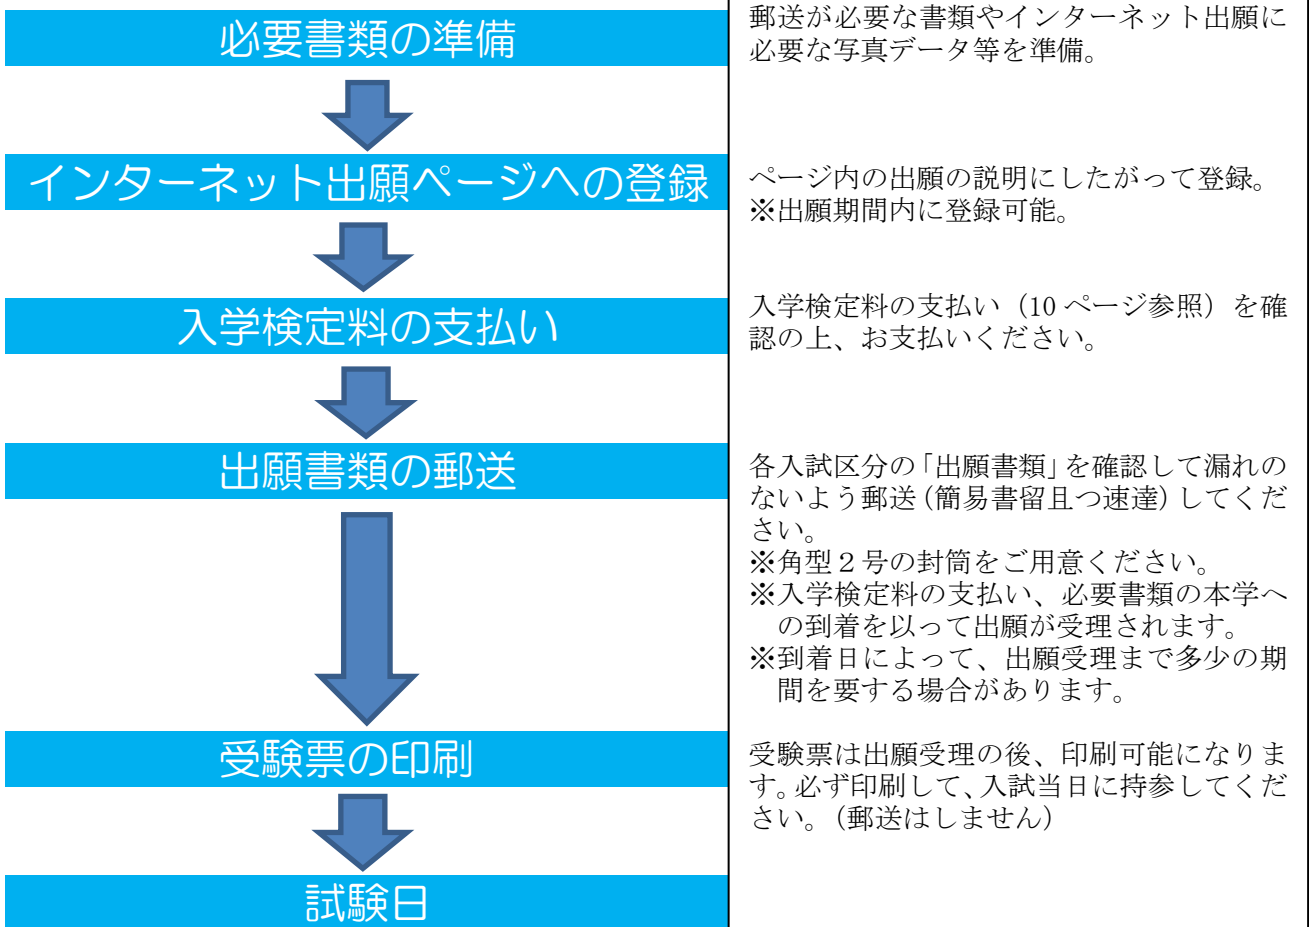 必要書類の準備
郵送が必要な書類やインターネット出願に
必要な写真データ等を準備。
インターネット出願ページへの登録
ページ内の出願の説明にしたがって登録。
※出願期間内に登録可能。
入学検定料の支払い
入学検定料の支払い（10 ページ参照）を確
認の上、お支払いください。
出願書類の郵送
各入試区分の「出願書類」を確認して漏れの
ないよう郵送（簡易書留且つ速達）してくだ
さい。
※角型２号の封筒をご用意ください。
※入学検定料の支払い、必要書類の本学へ
の到着を以って出願が受理されます。
※到着日によって、出願受理まで多少の期
間を要する場合があります。
受験票の印刷
受験票は出願受理の後、印刷可能になりま
す。必ず印刷して、入試当日に持参してくだ
さい。（郵送はしません）
試験日